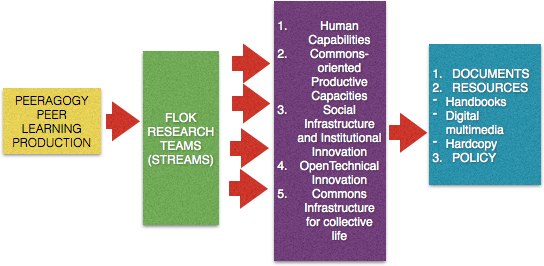 PEERAGOGY
PEER
LEARNING
PRODUCTION
FLOK
RESEARCH
TEAMS
(STREAMS)
1. Human
Capabilities
2. Commons-
oriented
Productive
Capacities
3. Social
Infrastructure
and Institutional
Innovation
4. OpenTechnical
Innovation
5. Commons
Infrastructure
for collective
life
1. DOCUMENTS
2. RESOURCES
- Handbooks
- Digital
multimedia
- Hardcopy
3. POLICY